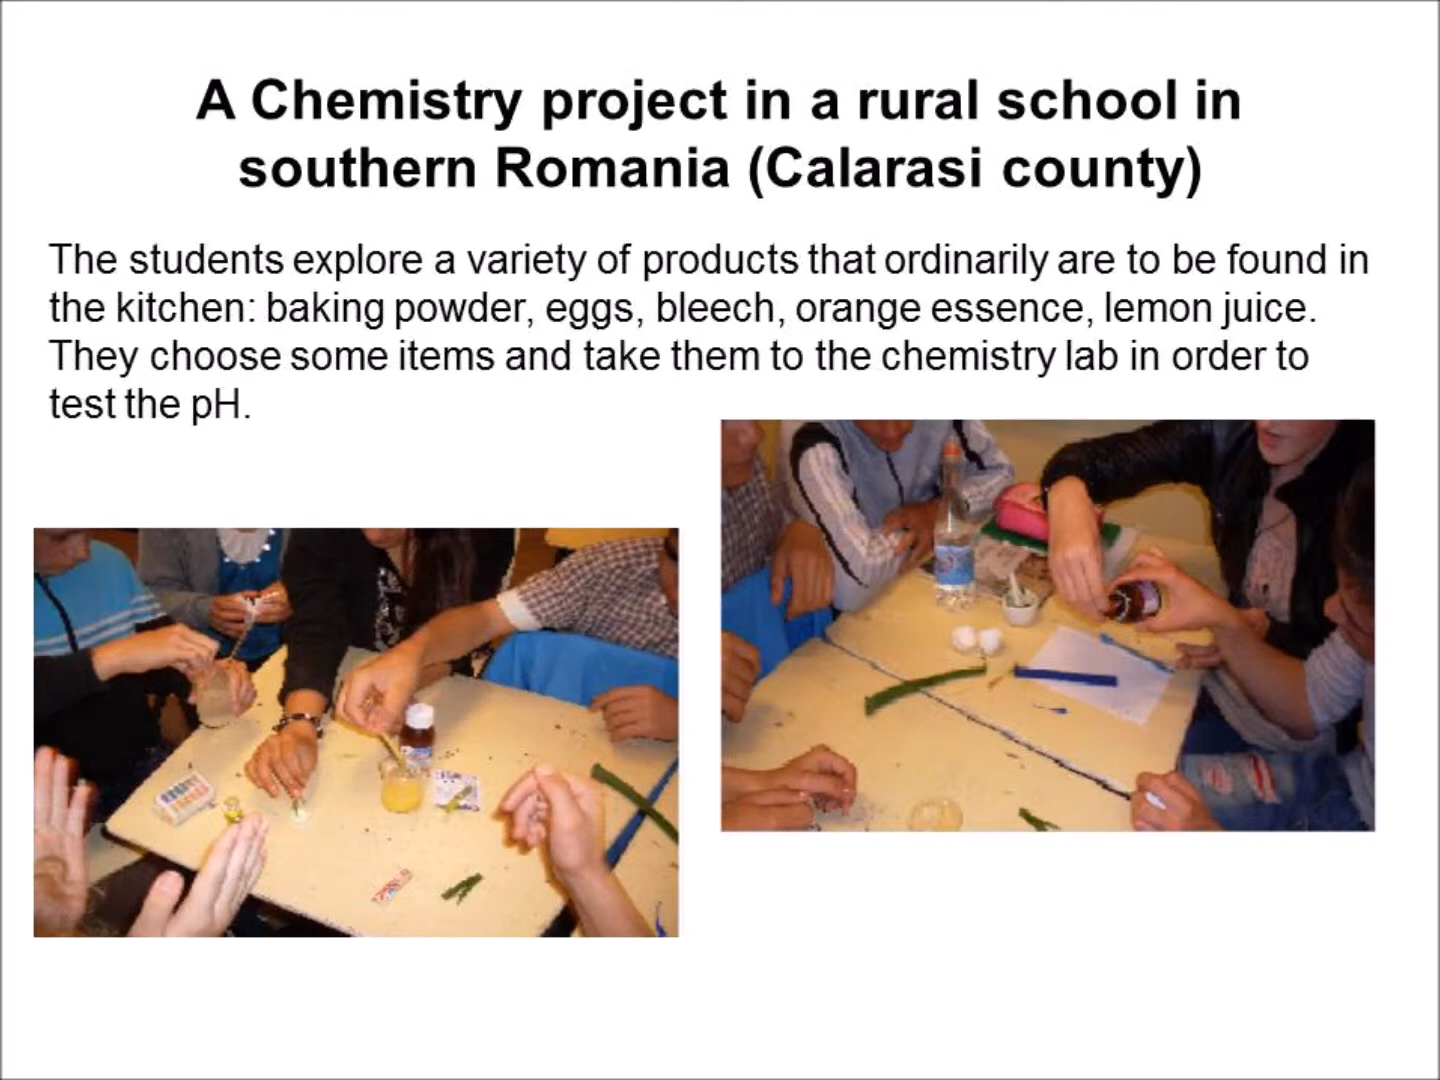 A Chemistry project in a rural school in
southern Romania (Calarasi county)
The students explore a variety of products that ordinarily are to be found in
the kitchen: baking powder, eggs, bleech, orange essence, lemon juice.
They choose some items and take them to the chemistry lab in order to
test the pH.